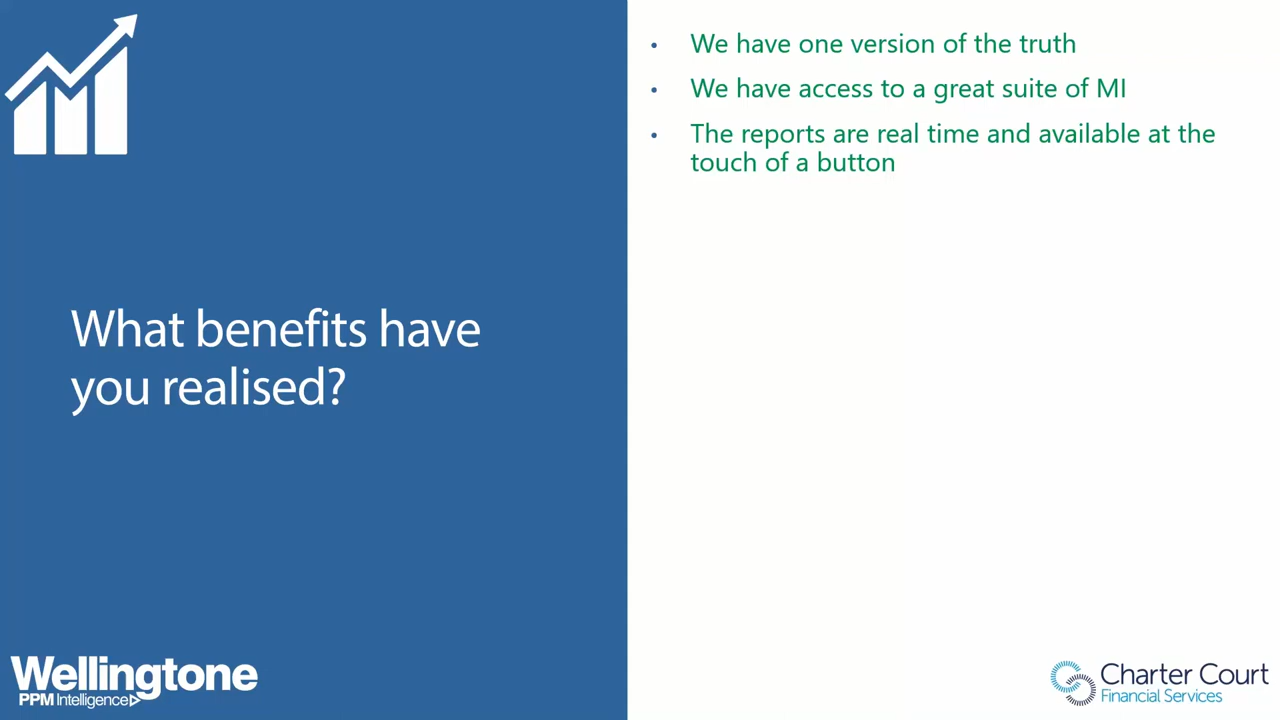 What benefits have
you realised?
• We have one version of the truth
• We have access to a great suite of MI
• The reports are real time and available at the
touch of a button
Wellingtone
PPM Intelligence
Charter Court
Financial Services